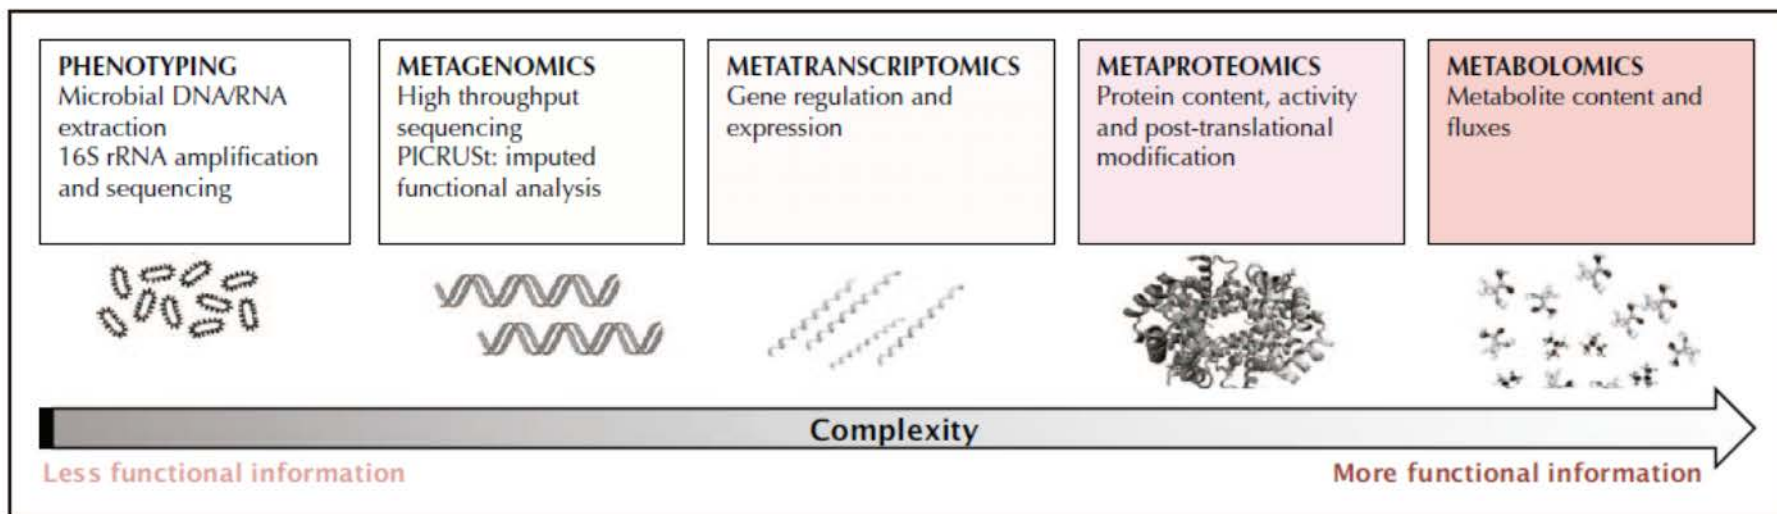 PHENOTYPING
Microbial DNA/RNA
extraction
16S rRNA amplification
and sequencing
METAGENOMICS
High throughput
sequencing
PICRUSt: imputed
functional analysis
METATRANSCRIPTOMICS
Gene regulation and
expression
METAPROTEOMICS
Protein content, activity
and post-translational
modification
METABOLOMICS
Metabolite content and
fluxes
Complexity
Less functional information
More functional information